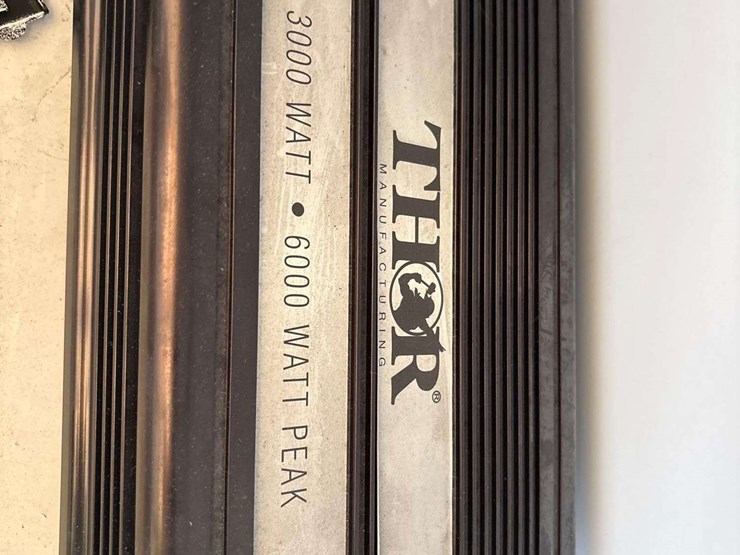 THOR®
MANUFACTURING
3000 WATT • 6000 WATT PEAK